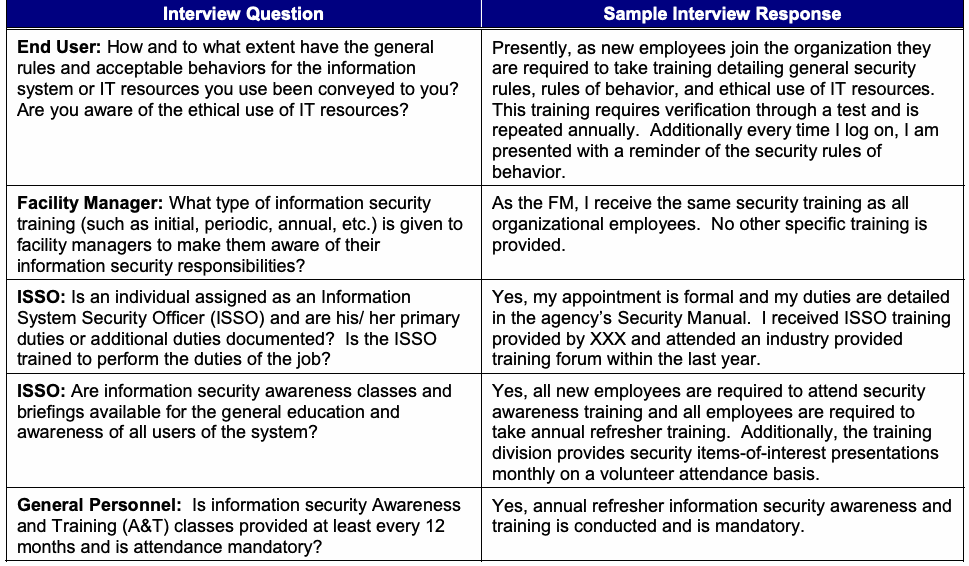 Interview Question
Sample Interview Response
End User: How and to what extent have the general
rules and acceptable behaviors for the information
system or IT resources you use been conveyed to you?
Are you aware of the ethical use of IT resources?
Presently, as new employees join the organization they
are required to take training detailing general security
rules, rules of behavior, and ethical use of IT resources.
This training requires verification through a test and is
repeated annually.  Additionally every time I log on, I am
presented with a reminder of the security rules of
behavior.
Facility Manager: What type of information security
training (such as initial, periodic, annual, etc.) is given to
facility managers to make them aware of their
information security responsibilities?
As the FM, I receive the same security training as all
organizational employees.  No other specific training is
provided.
ISSO: Is an individual assigned as an Information
System Security Officer (ISSO) and are his/ her primary
duties or additional duties documented?  Is the ISSO
trained to perform the duties of the job?
Yes, my appointment is formal and my duties are detailed
in the agency's Security Manual.  I received ISSO training
provided by XXX and attended an industry provided
training forum within the last year.
ISSO: Are information security awareness classes and
briefings available for the general education and
awareness of all users of the system?
Yes, all new employees are required to attend security
awareness training and all employees are required to
take annual refresher training.  Additionally, the training
division provides security items-of-interest presentations
monthly on a volunteer attendance basis.
General Personnel:  Is information security Awareness
and Training (A&T) classes provided at least every 12
months and is attendance mandatory?
Yes, annual refresher information security awareness and
training is conducted and is mandatory.